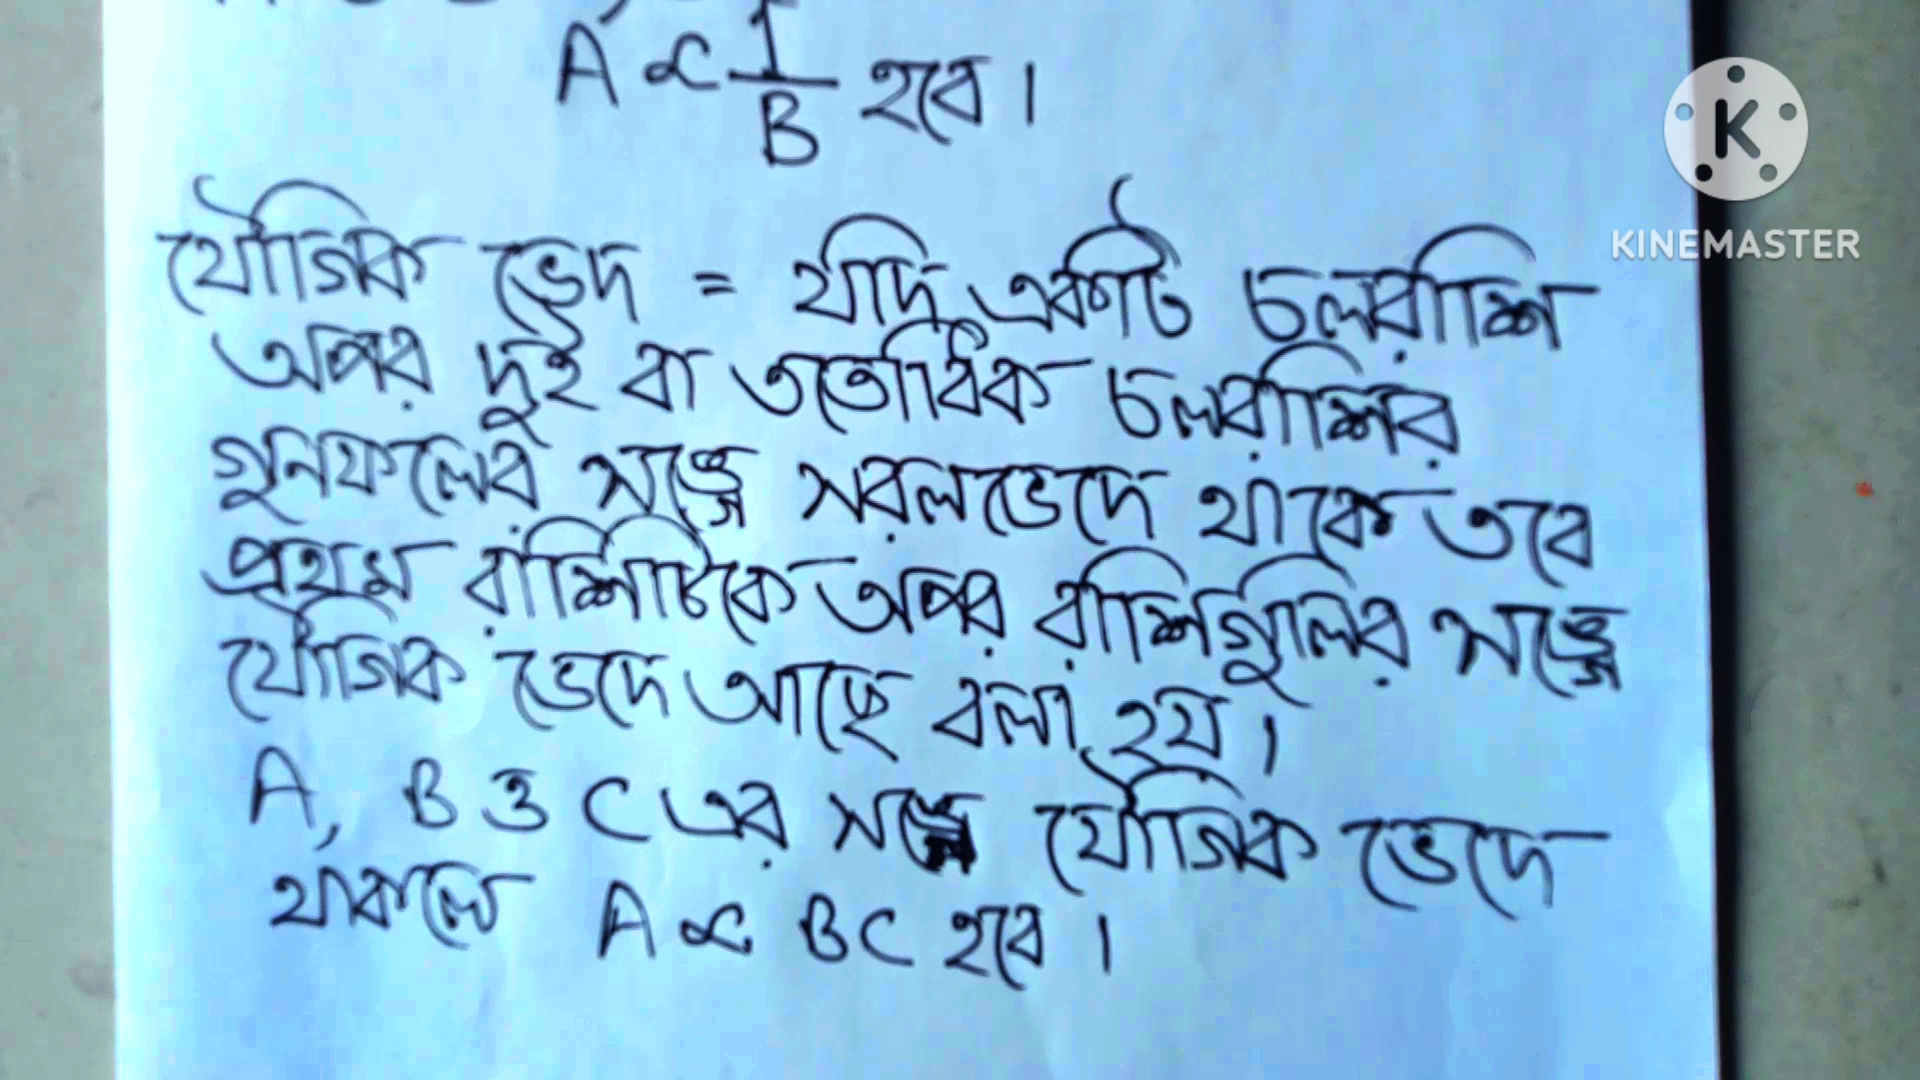 A ∝ 1/B হবে।
KINEMASTER
যৌগিক ভেদ = যদি একটি চলরাশি
অপর দুই বা ততোধিক চলরাশির
গুনফলের সঙ্গে সরলভেদে থাকে তবে
প্রথম রাশিটিকে অপর রাশিগুলির সঙ্গে
যৌগিক ভেদে আছে বলা হয়।
A, B ও C এর সঙ্গে যৌগিক ভেদে
থাকলে A ∝ BC হবে।